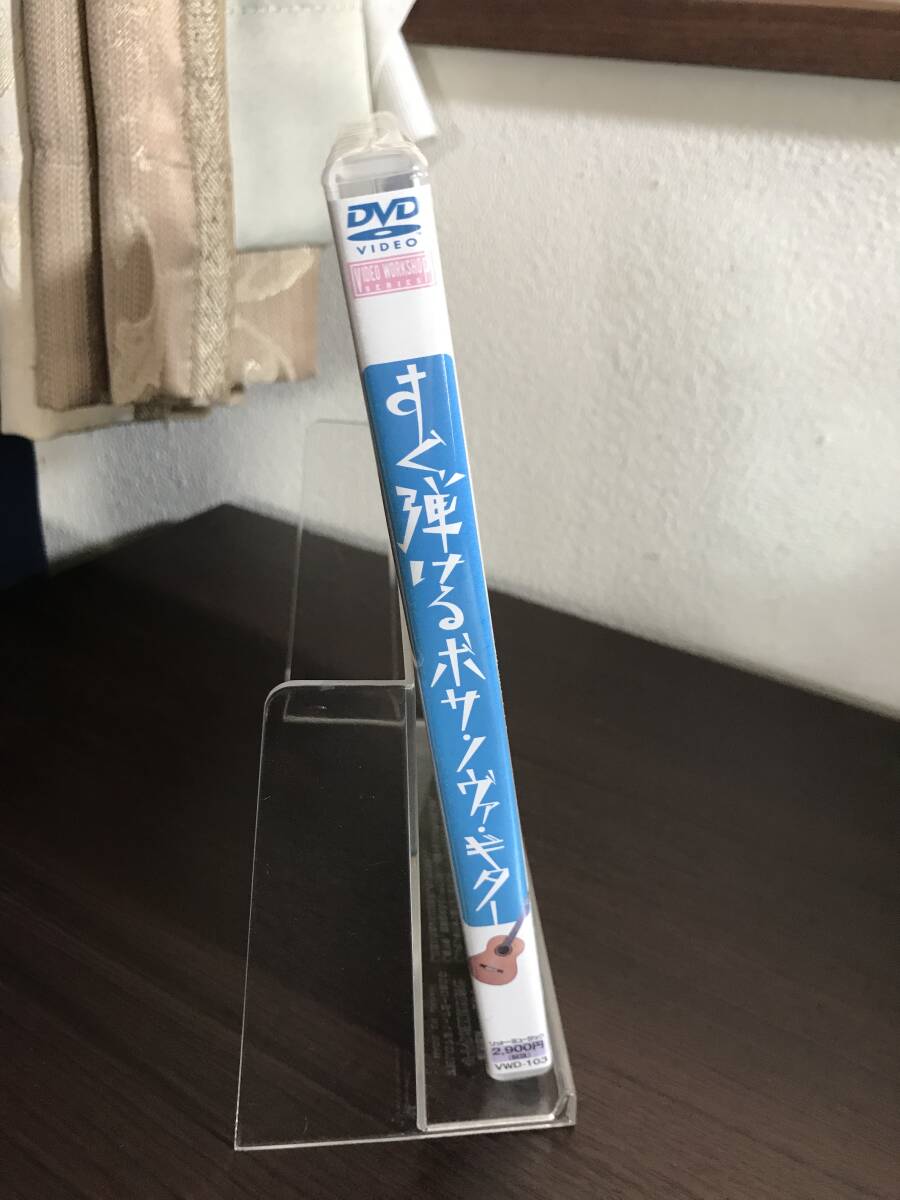 DVD
VIDEO
VIDEO WORKSHOP
SERIES
すぐ弾けるボサ・ノヴァ・ギター
2,900円
VWD-103